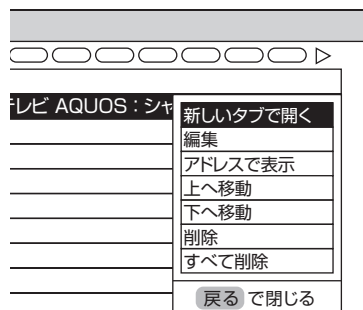 テレビ AQUOS：シャ
新しいタブで開く
編集
アドレスで表示
上へ移動
下へ移動
削除
すべて削除
戻る で閉じる